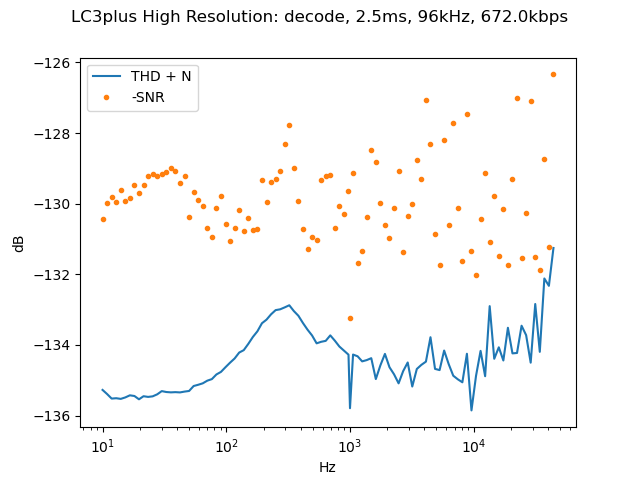 LC3plus High Resolution: decode, 2.5ms, 96kHz, 672.0kbps
THD + N
-SNR
−126
−128
−130
−132
−134
−136
dB
10¹ 10² 10³ 10⁴
Hz